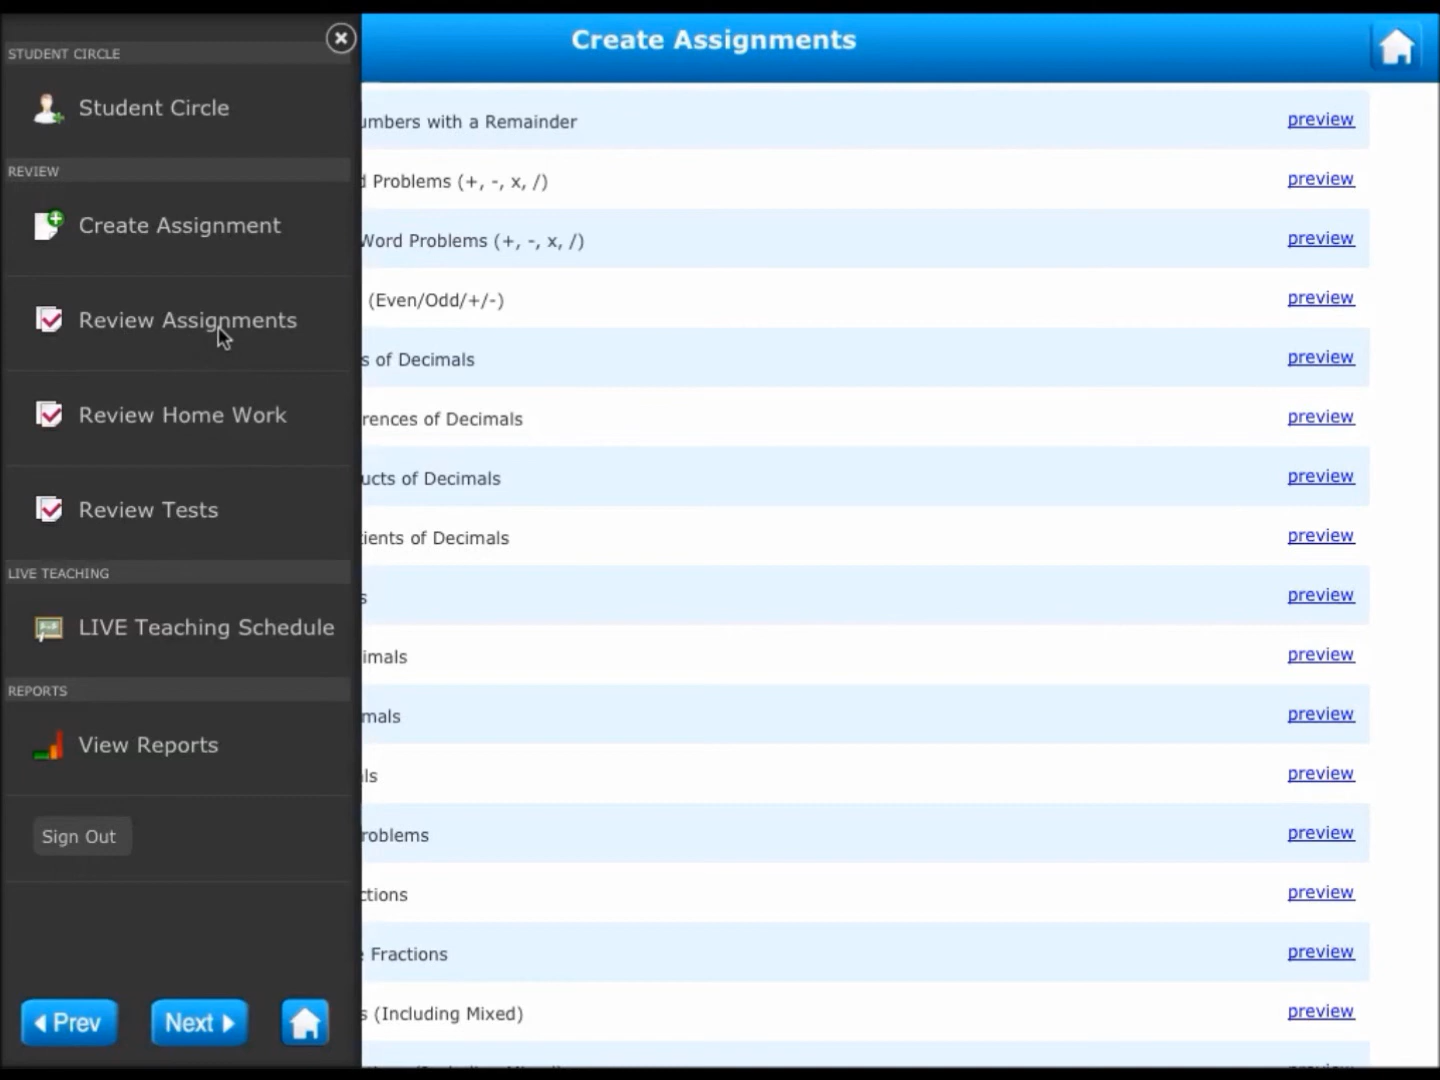 STUDENT CIRCLE
Student Circle
REVIEW
Create Assignment
Review Assignments
Review Home Work
Review Tests
LIVE TEACHING
LIVE Teaching Schedule
REPORTS
View Reports
Sign Out
Prev
Next
Create Assignments
umbers with a Remainder preview
d Problems (+, -, x, /) preview
Word Problems (+, -, x, /) preview
(Even/Odd/+/-) preview
s of Decimals preview
rences of Decimals preview
ucts of Decimals preview
tients of Decimals preview
s preview
imals preview
mals preview
ls preview
roblems preview
ctions preview
e Fractions preview
s (Including Mixed) preview